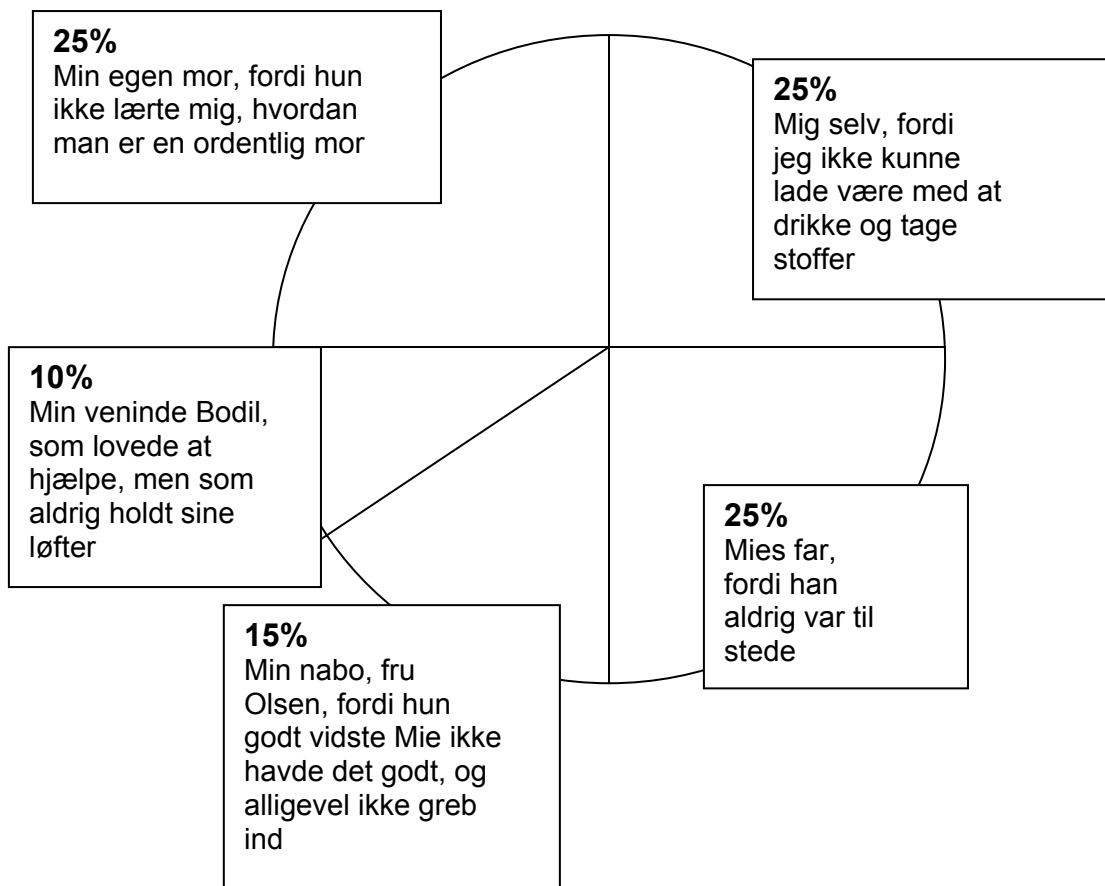 25%
Min egen mor, fordi hun
ikke lærte mig, hvordan
man er en ordentlig mor
25%
Mig selv, fordi
jeg ikke kunne
lade være med at
drikke og tage
stoffer
10%
Min veninde Bodil,
som lovede at
hjælpe, men som
aldrig holdt sine
løfter
25%
Mies far,
fordi han
aldrig var til
stede
15%
Min nabo, fru
Olsen, fordi hun
godt vidste Mie ikke
havde det godt, og
alligevel ikke greb
ind